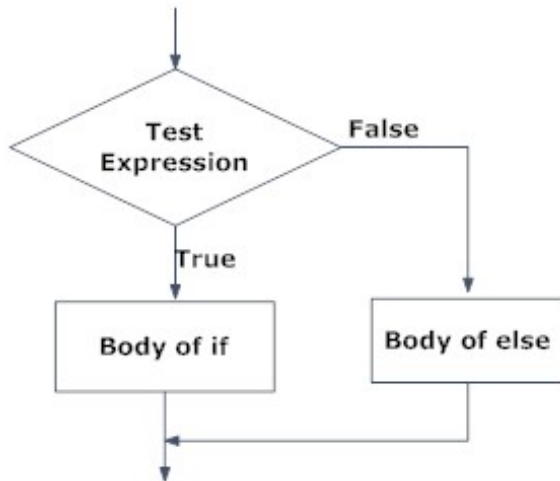 Test
Expression
False
True
Body of if
Body of else